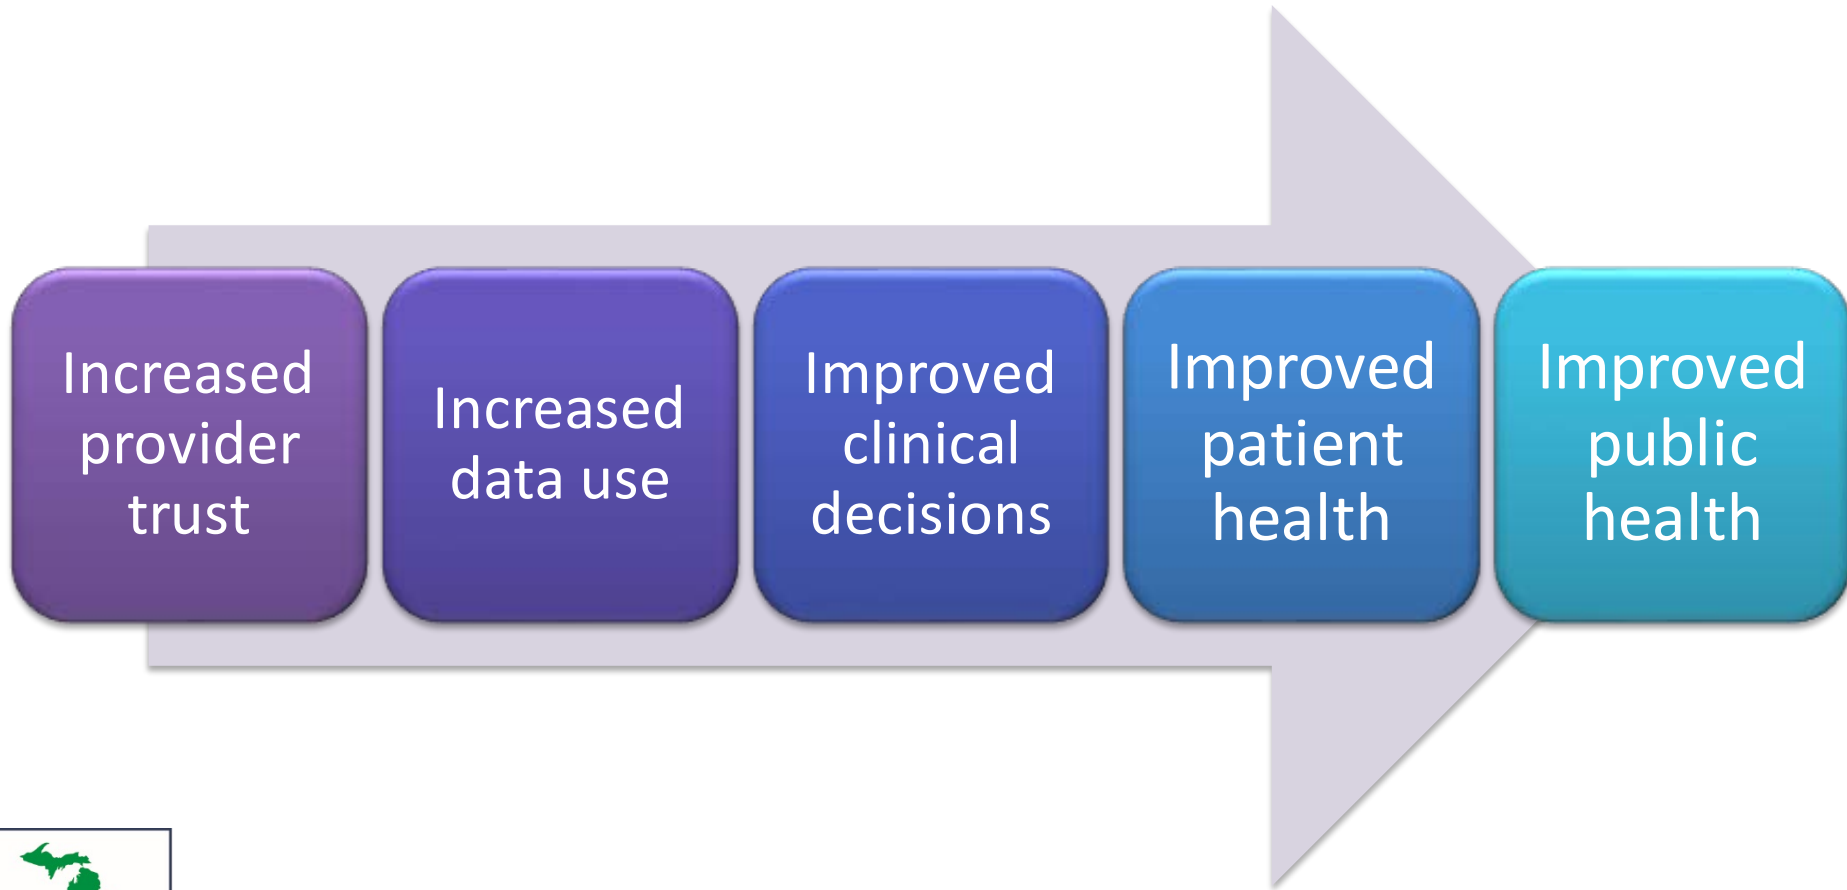 Increased
provider
trust
Increased
data use
Improved
clinical
decisions
Improved
patient
health
Improved
public
health